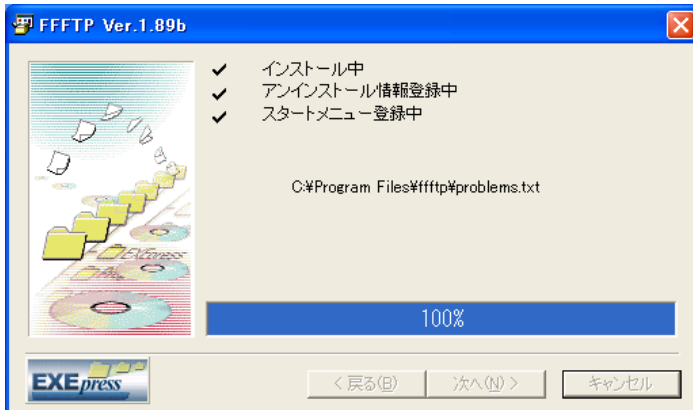 FFFTP Ver.1.89b
インストール中
アンインストール情報登録中
スタートメニュー登録中
C:¥Program Files¥ffftp¥problems.txt
EXEpress
100%
EXEpress
< 戻る(B)
次へ(N) >
キャンセル